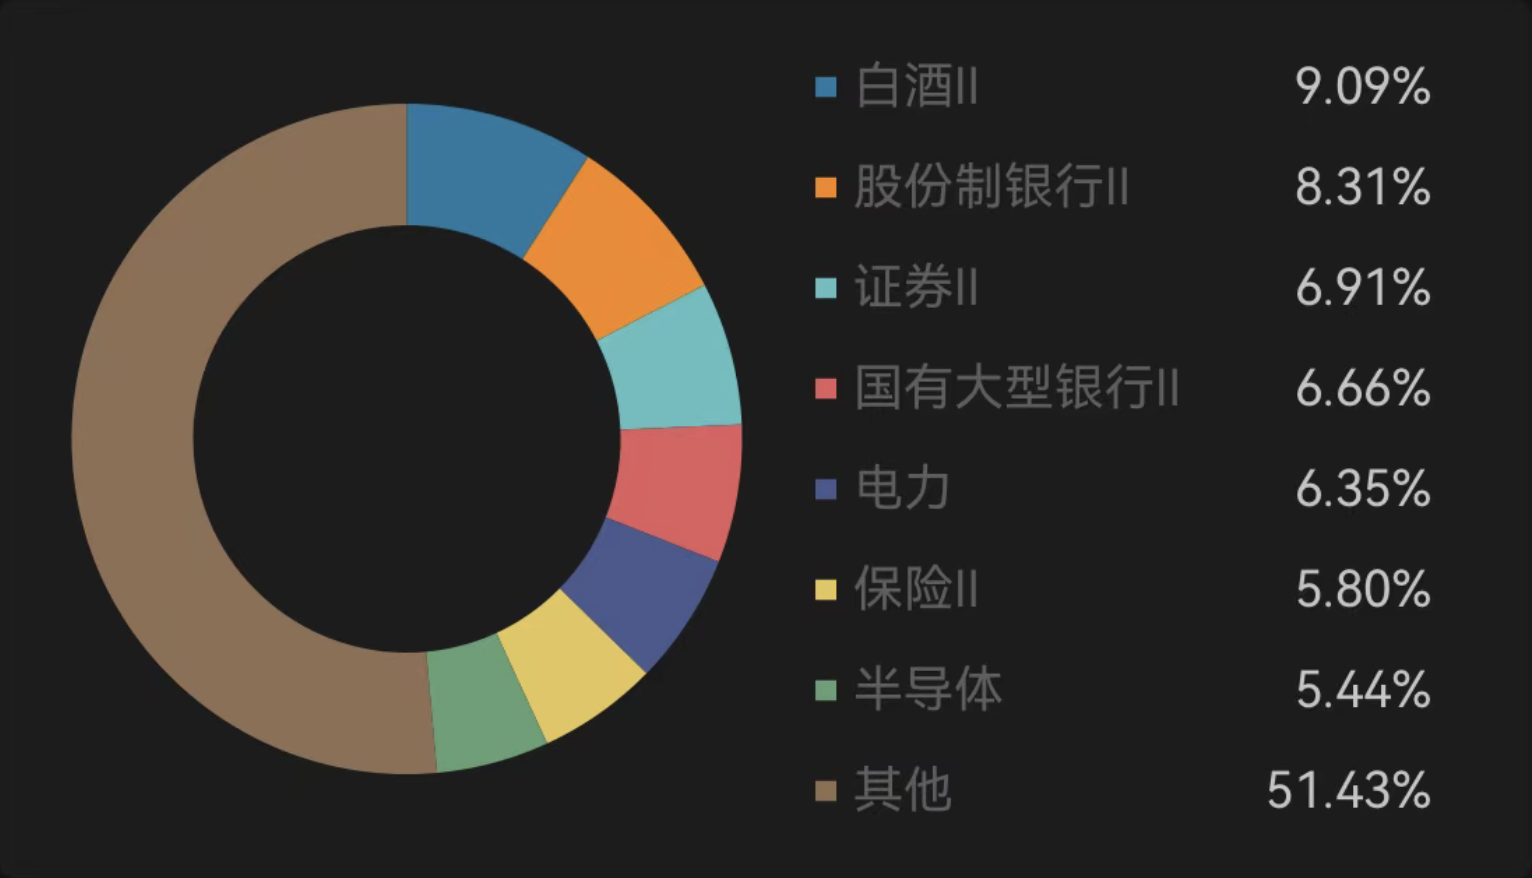 白酒II 9.09%
股份制银行II 8.31%
证券II 6.91%
国有大型银行II 6.66%
电力 6.35%
保险II 5.80%
半导体 5.44%
其他 51.43%